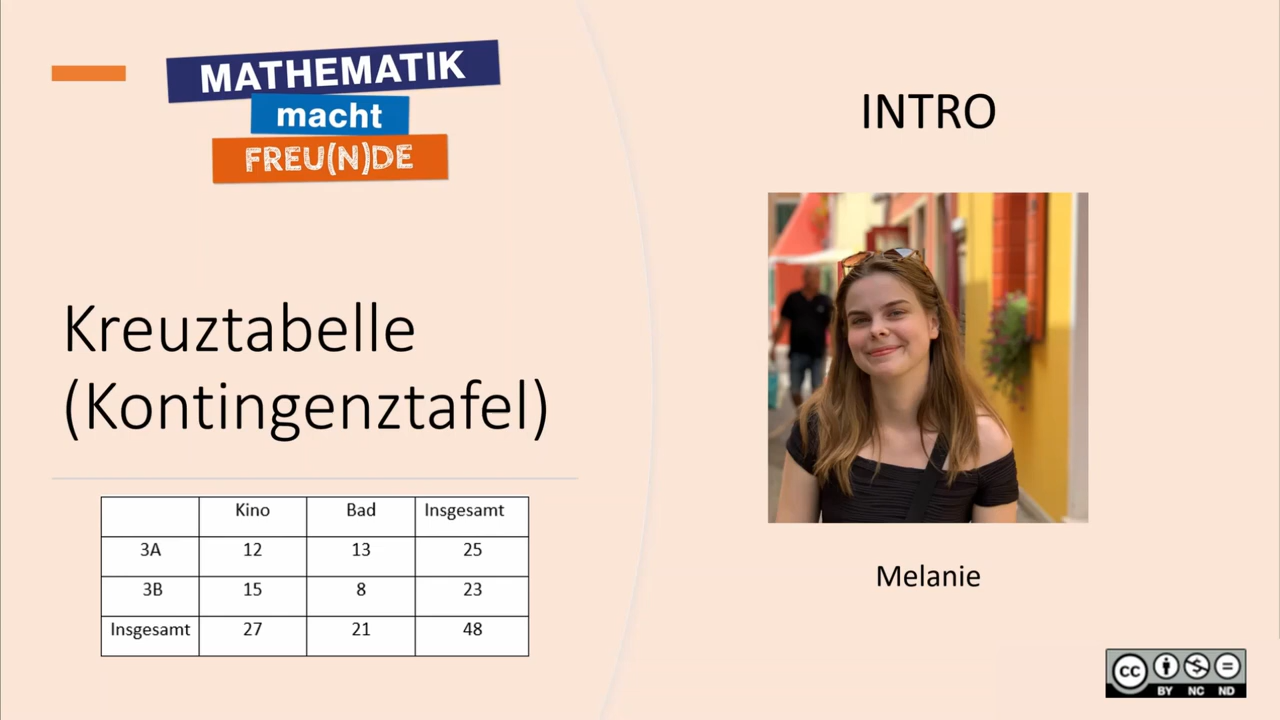 MATHEMATIK
macht
FREU(N)DE
Kreuztabelle
(Kontingenztafel)
Kino Bad Insgesamt
3A 12 13 25
3B 15 8 23
Insgesamt 27 21 48
INTRO
Melanie
CC BY NC ND